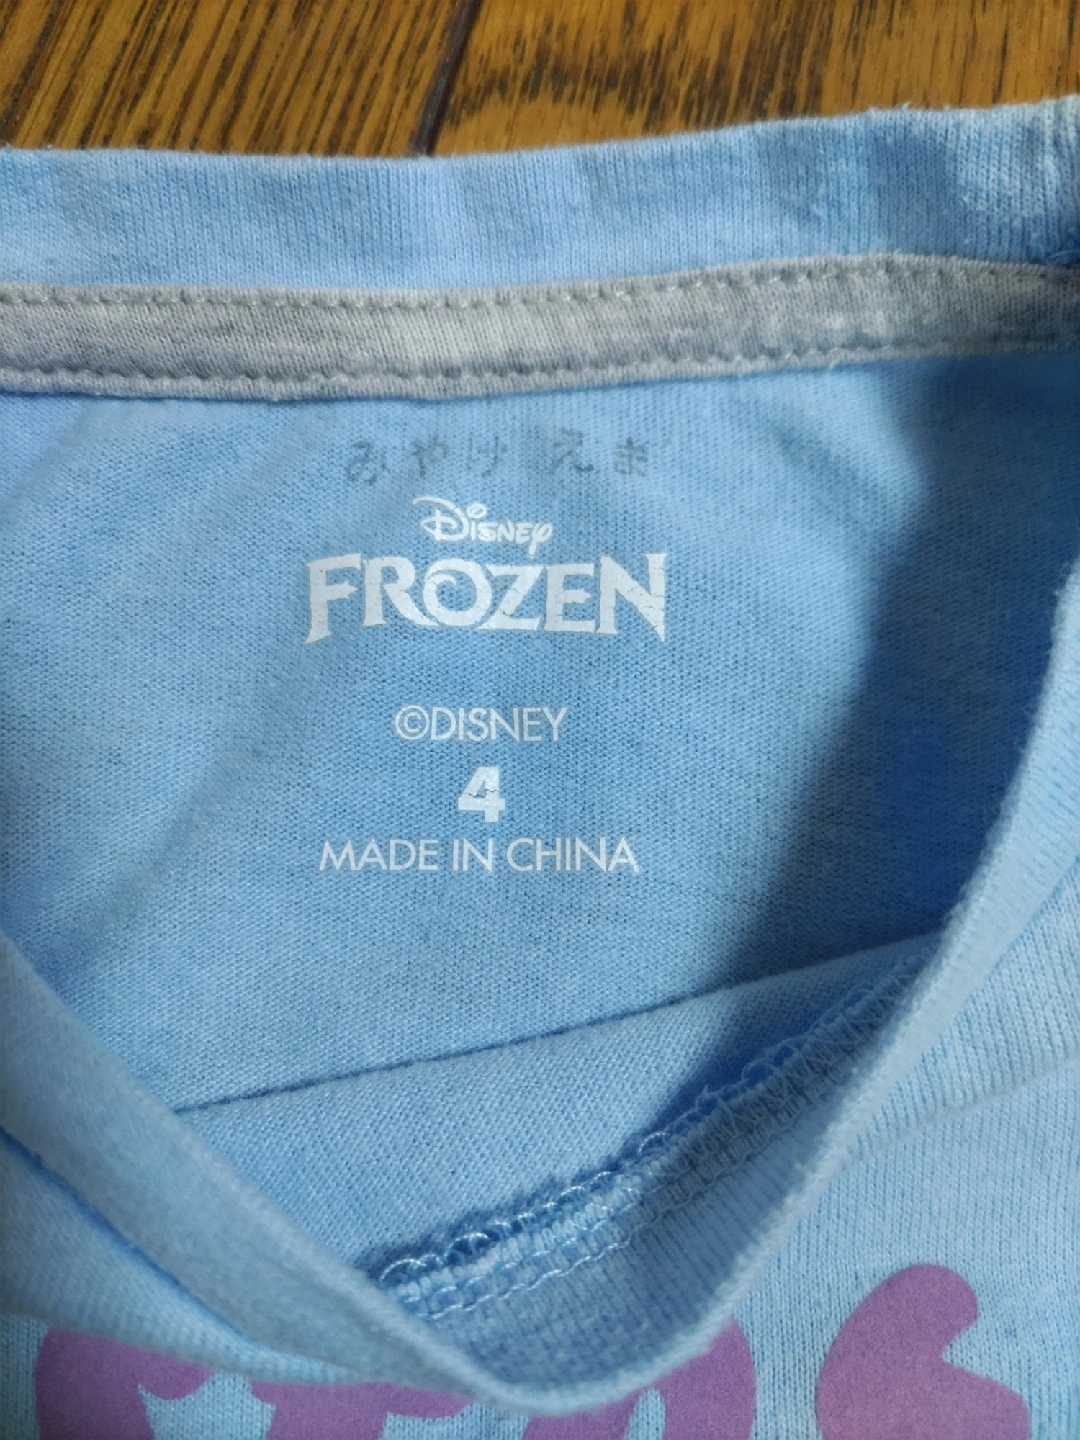 みやけ えま
Disney
FROZEN
©DISNEY
4
MADE IN CHINA